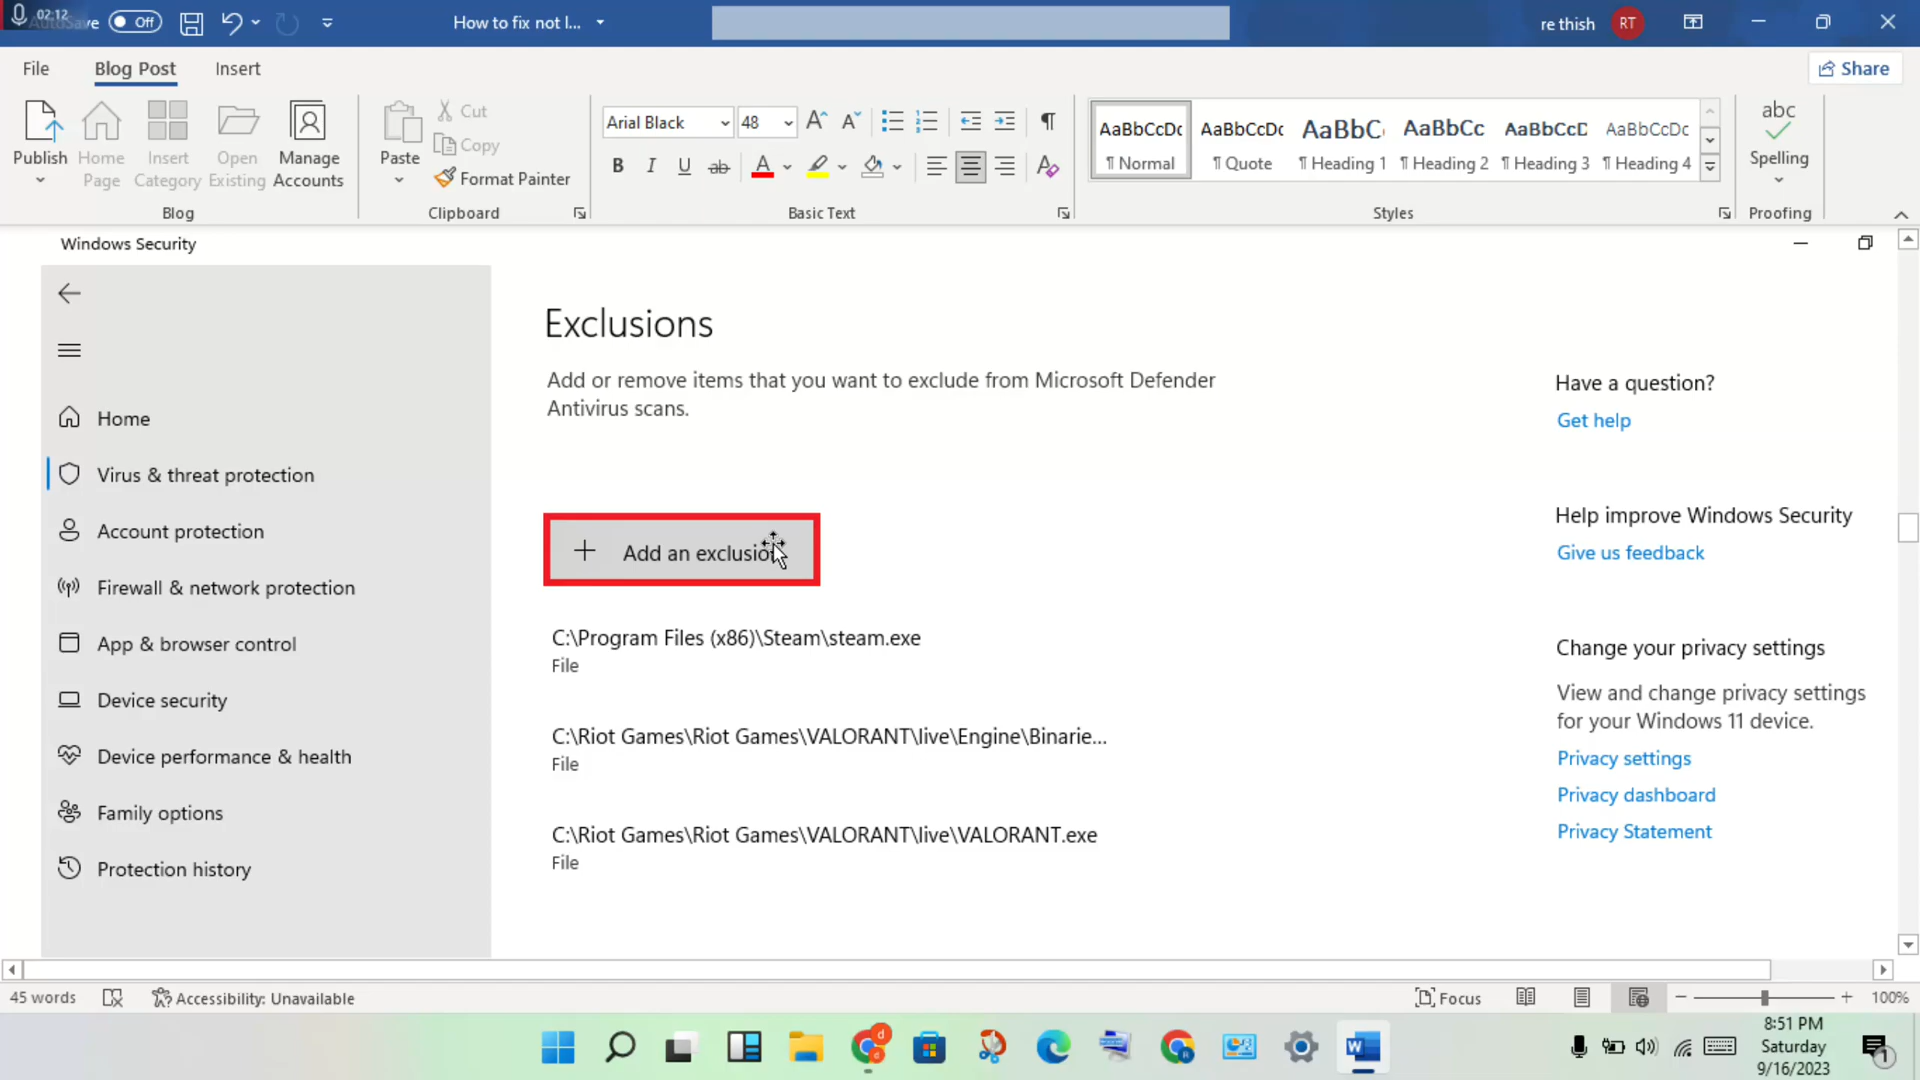 02:12
AutoSave Off How to fix not l... re thish RT
File Blog Post Insert Share
Publish Home Page Insert Category Open Existing Manage Accounts
Blog
Paste Cut
Copy
Format Painter
Clipboard
Arial Black 48
Basic Text
AaBbCcDc AaBbCcDc AaBbC AaBbCc AaBbCcD AaBbCcDc
¶ Normal ¶ Quote ¶ Heading 1 ¶ Heading 2 ¶ Heading 3 ¶ Heading 4
Styles
abc
Spelling
Proofing
Windows Security
Home
Virus & threat protection
Account protection
Firewall & network protection
App & browser control
Device security
Device performance & health
Family options
Protection history
Exclusions
Add or remove items that you want to exclude from Microsoft Defender
Antivirus scans.
+ Add an exclusion
C:\Program Files (x86)\Steam\steam.exe
File
C:\Riot Games\Riot Games\VALORANT\live\Engine\Binarie...
File
C:\Riot Games\Riot Games\VALORANT\live\VALORANT.exe
File
Have a question?
Get help
Help improve Windows Security
Give us feedback
Change your privacy settings
View and change privacy settings
for your Windows 11 device.
Privacy settings
Privacy dashboard
Privacy Statement
45 words Accessibility: Unavailable Focus 100%
8:51 PM
Saturday
9/16/2023
1